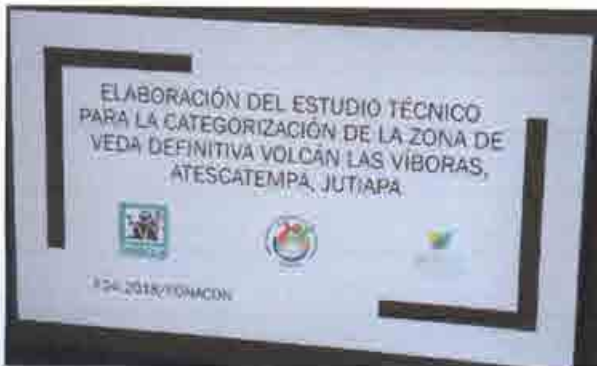 ELABORACIÓN DEL ESTUDIO TÉCNICO
PARA LA CATEGORIZACIÓN DE LA ZONA DE
VEDA DEFINITIVA VOLCÁN LAS VÍBORAS,
ATESCATEMPA, JUTIAPA